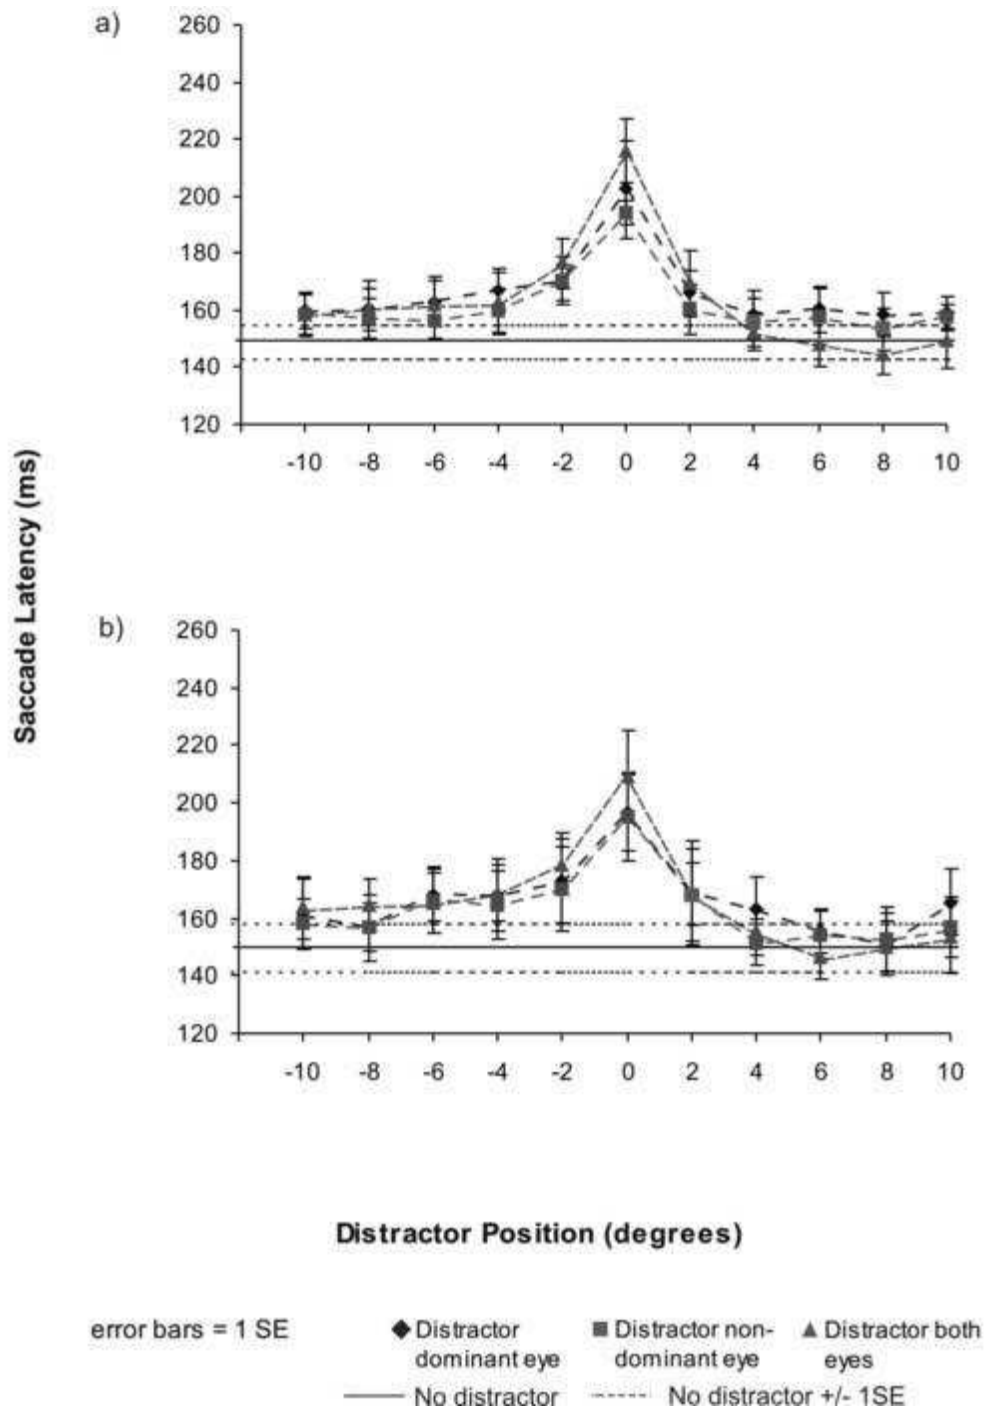 a)
260
240
220
200
180
160
140
120
-10 -8 -6 -4 -2 0 2 4 6 8 10
Saccade Latency (ms)
b)
260
240
220
200
180
160
140
120
-10 -8 -6 -4 -2 0 2 4 6 8 10
Distractor Position (degrees)
error bars = 1 SE
Distractor dominant eye
Distractor non-
dominant eye
Distractor both
eyes
No distractor
No distractor +/- 1SE